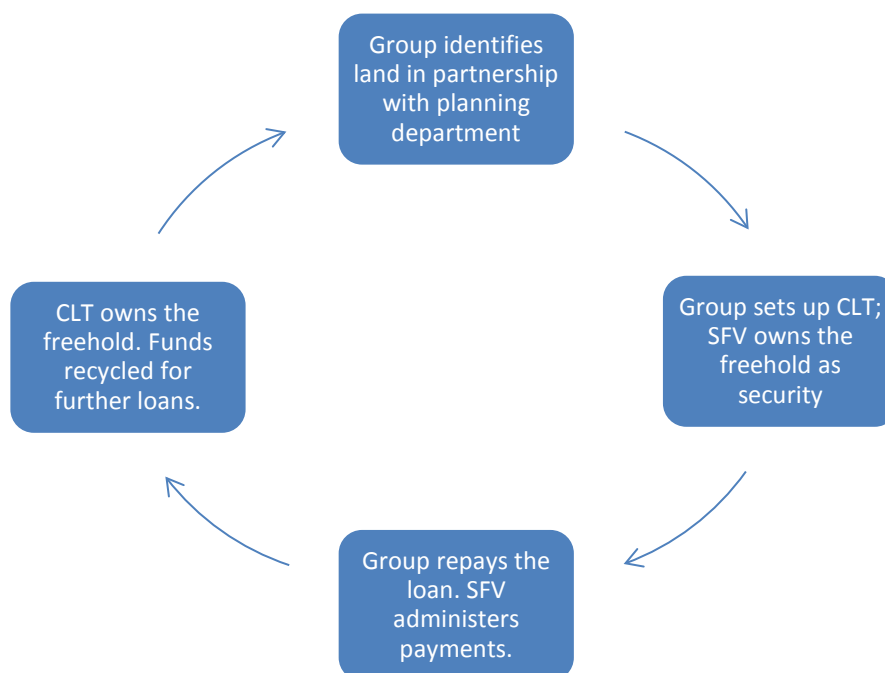 Group identifies
land in partnership
with planning
department
Group sets up CLT;
SFV owns the
freehold as
security
Group repays the
loan. SFV
administers
payments.
CLT owns the
freehold. Funds
recycled for
further loans.